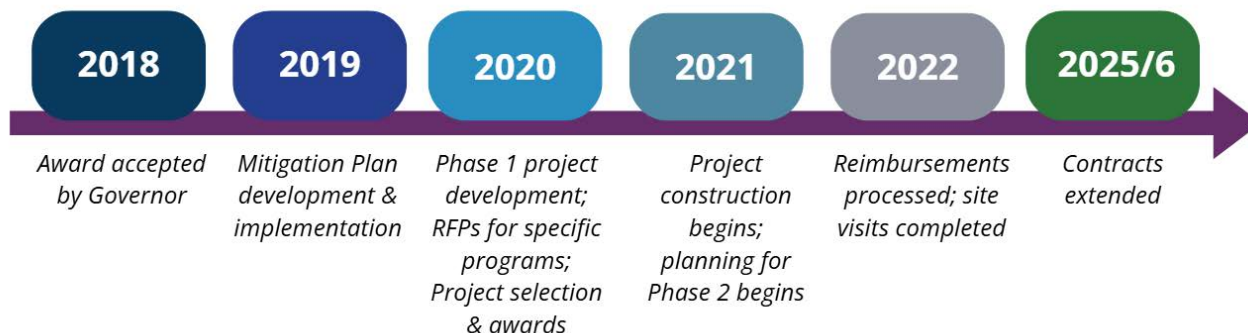 2018
2019
2020
2021
2022
2025/6
Award accepted
by Governor
Mitigation Plan
development &
implementation
Phase 1 project
development;
RFPs for specific
programs;
Project selection
& awards
Project
construction
begins;
planning for
Phase 2 begins
Reimbursements
processed; site
visits completed
Contracts
extended